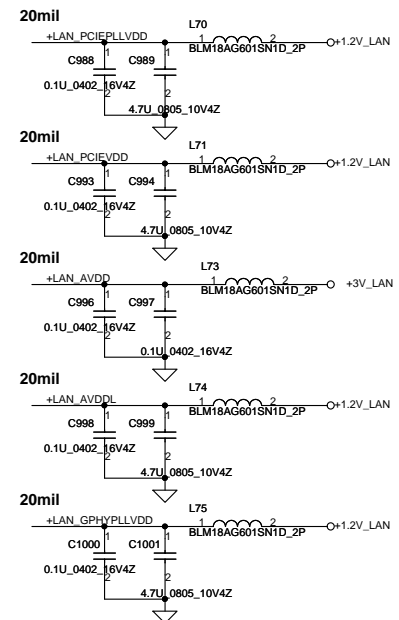 20mil
L70
+LAN_PCIEPLLVDD 1 2 +1.2V_LAN
BLM18AG601SN1D_2P
C988 1 C989 1
0.1U_0402_16V4Z
2 2
4.7U_0805_10V4Z
20mil
L71
+LAN_PCIEVDD 1 2 +1.2V_LAN
BLM18AG601SN1D_2P
C993 1 C994 1
0.1U_0402_16V4Z
2 2
4.7U_0805_10V4Z
20mil
L73
+LAN_AVDD 1 2 +3V_LAN
BLM18AG601SN1D_2P
C996 1 C997 1
0.1U_0402_16V4Z
2 2
0.1U_0402_16V4Z
20mil
L74
+LAN_AVDDL 1 2 +1.2V_LAN
BLM18AG601SN1D_2P
C998 1 C999 1
0.1U_0402_16V4Z
2 2
4.7U_0805_10V4Z
20mil
L75
+LAN_GPHYPLLVDD 1 2 +1.2V_LAN
BLM18AG601SN1D_2P
C1000 1 C1001 1
0.1U_0402_16V4Z
2 2
4.7U_0805_10V4Z